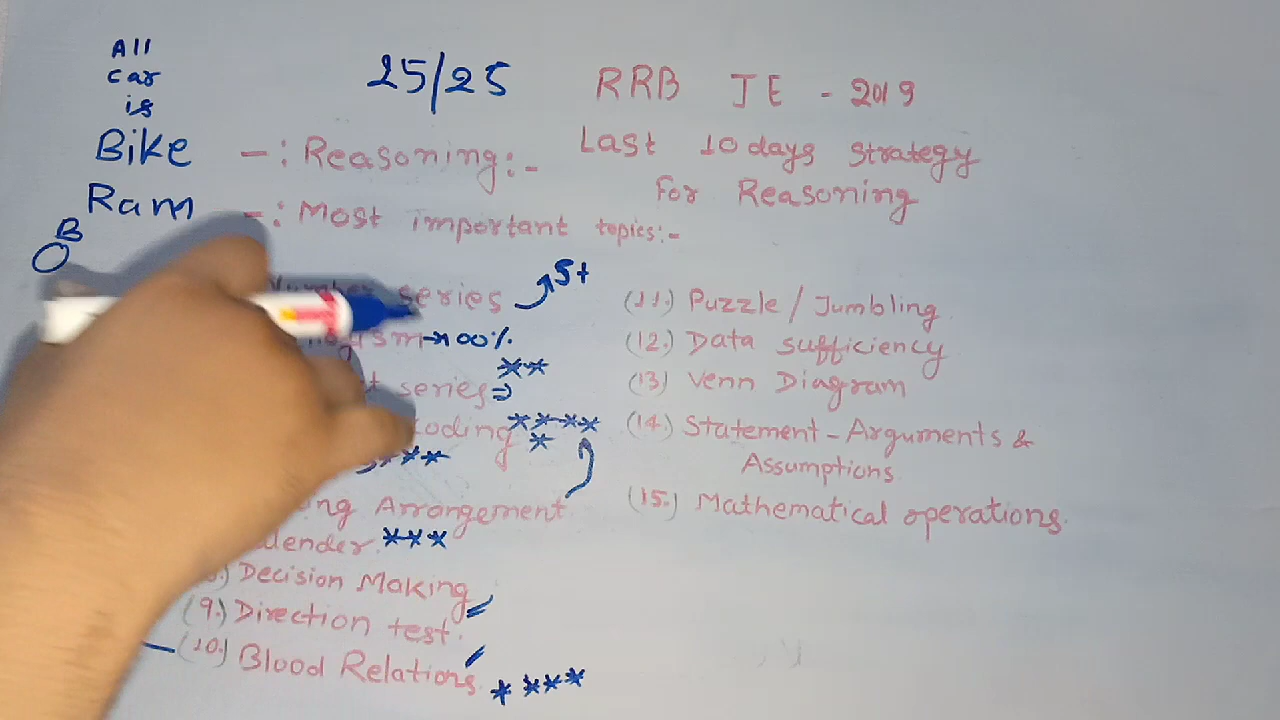 All
car
is
Bike
Ram
B
25/25
RRB JE - 2019
Last 10 days strategy
For Reasoning
-: Reasoning:-
-: Most important topics:-
series St
100%
series **
coding **** *
***
Arrangement
***
Decision Making
(9.) Direction test.
(10.) Blood Relations. * ***
(11.) Puzzle / Jumbling
(12.) Data sufficiency
(13) Venn Diagram
(14.) Statement - Arguments &
Assumptions
(15.) Mathematical operations.